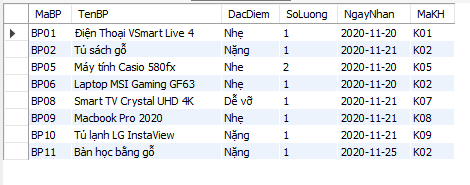 MaBP TenBP DacDiem SoLuong NgayNhan MaKH
BP01 Điện Thoại VSmart Live 4 Nhẹ 1 2020-11-20 K01
BP02 Tủ sách gỗ Nặng 1 2020-11-21 K02
BP05 Máy tính Casio 580fx Nhẹ 2 2020-11-20 K05
BP06 Laptop MSI Gaming GF63 Nhẹ 1 2020-11-20 K02
BP08 Smart TV Crystal UHD 4K Dễ vỡ 1 2020-11-21 K07
BP09 Macbook Pro 2020 Nhẹ 1 2020-11-21 K08
BP10 Tủ lạnh LG InstaView Nặng 1 2020-11-21 K09
BP11 Bàn học bằng gỗ Nặng 1 2020-11-25 K02